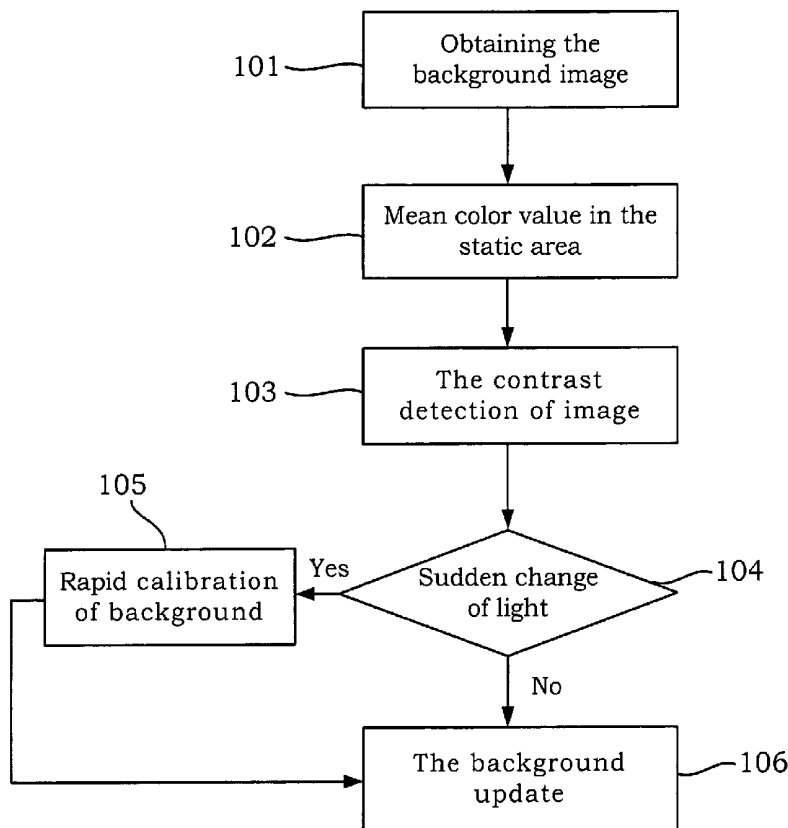 101
Obtaining the
background image
102
Mean color value in the
static area
103
The contrast
detection of image
105
Rapid calibration
of background
Yes
Sudden change
of light
104
No
The background
update
106